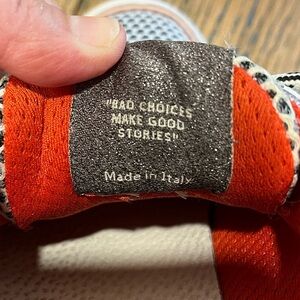 "BAD CHOICES
MAKE GOOD
STORIES"
Made in Italy